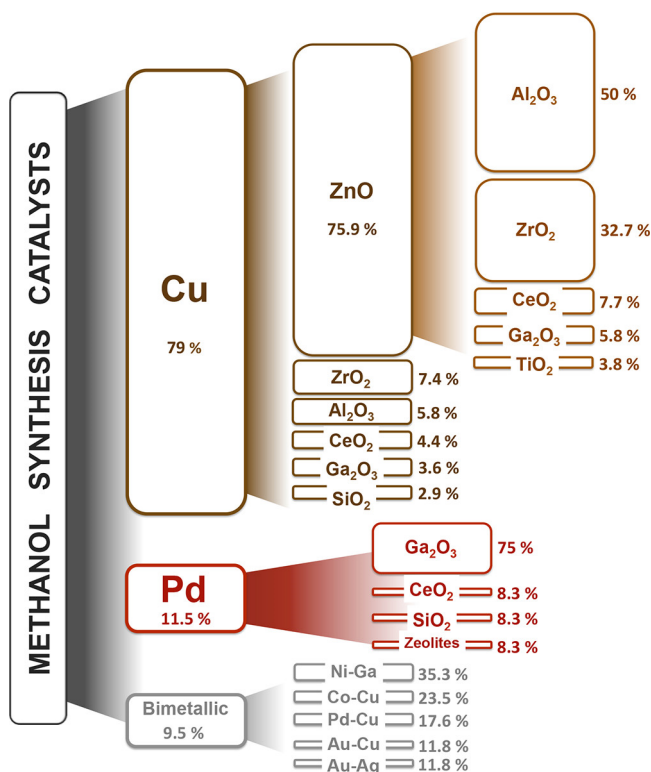 METHANOL SYNTHESIS CATALYSTS
Cu
79 %
ZnO
75.9 %
Al₂O₃ 50 %
ZrO₂ 32.7 %
CeO₂ 7.7 %
Ga₂O₃ 5.8 %
TiO₂ 3.8 %
ZrO₂ 7.4 %
Al₂O₃ 5.8 %
CeO₂ 4.4 %
Ga₂O₃ 3.6 %
SiO₂ 2.9 %
Pd
11.5 %
Ga₂O₃ 75 %
CeO₂ 8.3 %
SiO₂ 8.3 %
Zeolites 8.3 %
Bimetallic
9.5 %
Ni-Ga 35.3 %
Co-Cu 23.5 %
Pd-Cu 17.6 %
Au-Cu 11.8 %
Au-Ag 11.8 %